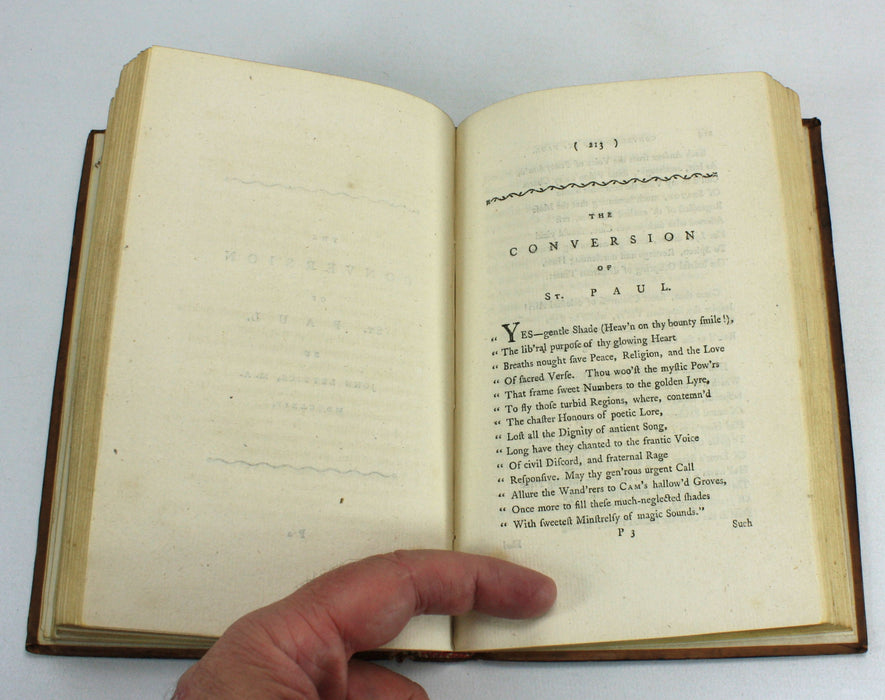 ( 213 )
THE
CONVERSION
OF
ST. PAUL.
“ YES—gentle Shade (Heav'n on thy bounty ſmile!),
“ The lib'ral purpoſe of thy glowing Heart
“ Breaths nought ſave Peace, Religion, and the Love
“ Of ſacred Verſe. Thou woo'ſt the myſtic Pow'rs
“ That frame ſweet Numbers to the golden Lyre,
“ To fly thoſe turbid Regions, where, contemn'd
“ The chaſter Honours of poetic Lore,
“ Loſt all the Dignity of antient Song,
“ Long have they chanted to the frantic Voice
“ Of civil Diſcord, and fraternal Rage
“ Reſponſive. May thy gen'rous urgent Call
“ Allure the Wand'rers to CAM's hallow'd Groves,
“ Once more to fill theſe much-neglected ſhades
“ With ſweeteſt Minſtrelſy of magic Sounds.”
P 3 Such